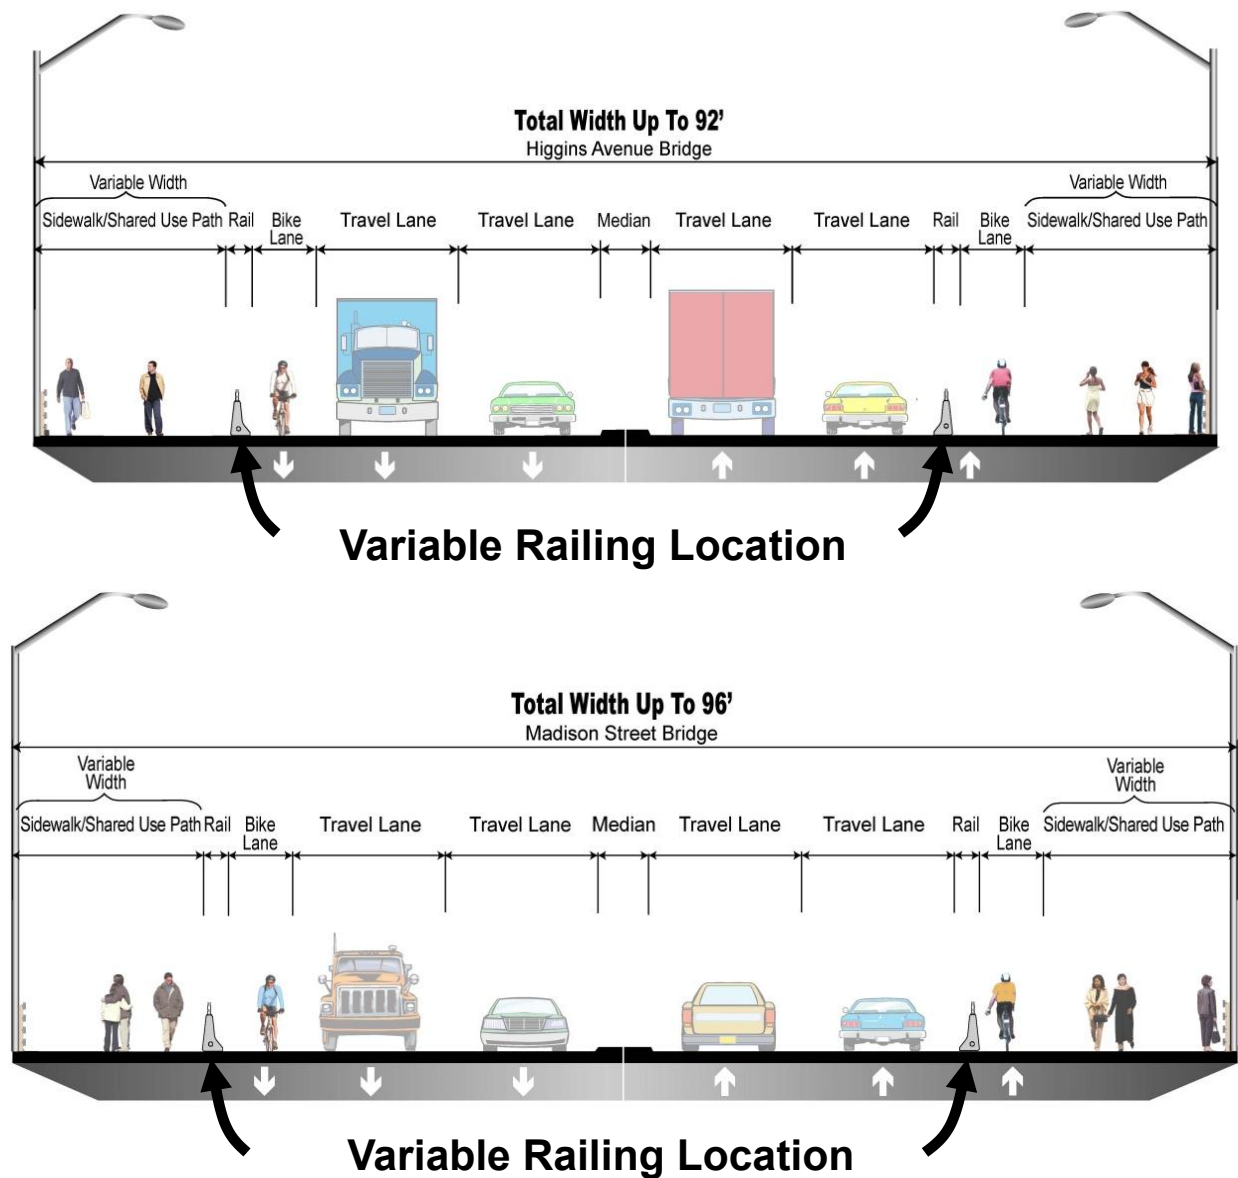 Total Width Up To 92’
Higgins Avenue Bridge
Variable Width
Variable Width
Sidewalk/Shared Use Path Rail Bike Lane Travel Lane Travel Lane Median Travel Lane Travel Lane Rail Bike Lane Sidewalk/Shared Use Path
Variable Railing Location
Total Width Up To 96’
Madison Street Bridge
Variable
Width
Variable
Width
Sidewalk/Shared Use Path Rail Bike Lane Travel Lane Travel Lane Median Travel Lane Travel Lane Rail Bike Lane Sidewalk/Shared Use Path
Variable Railing Location